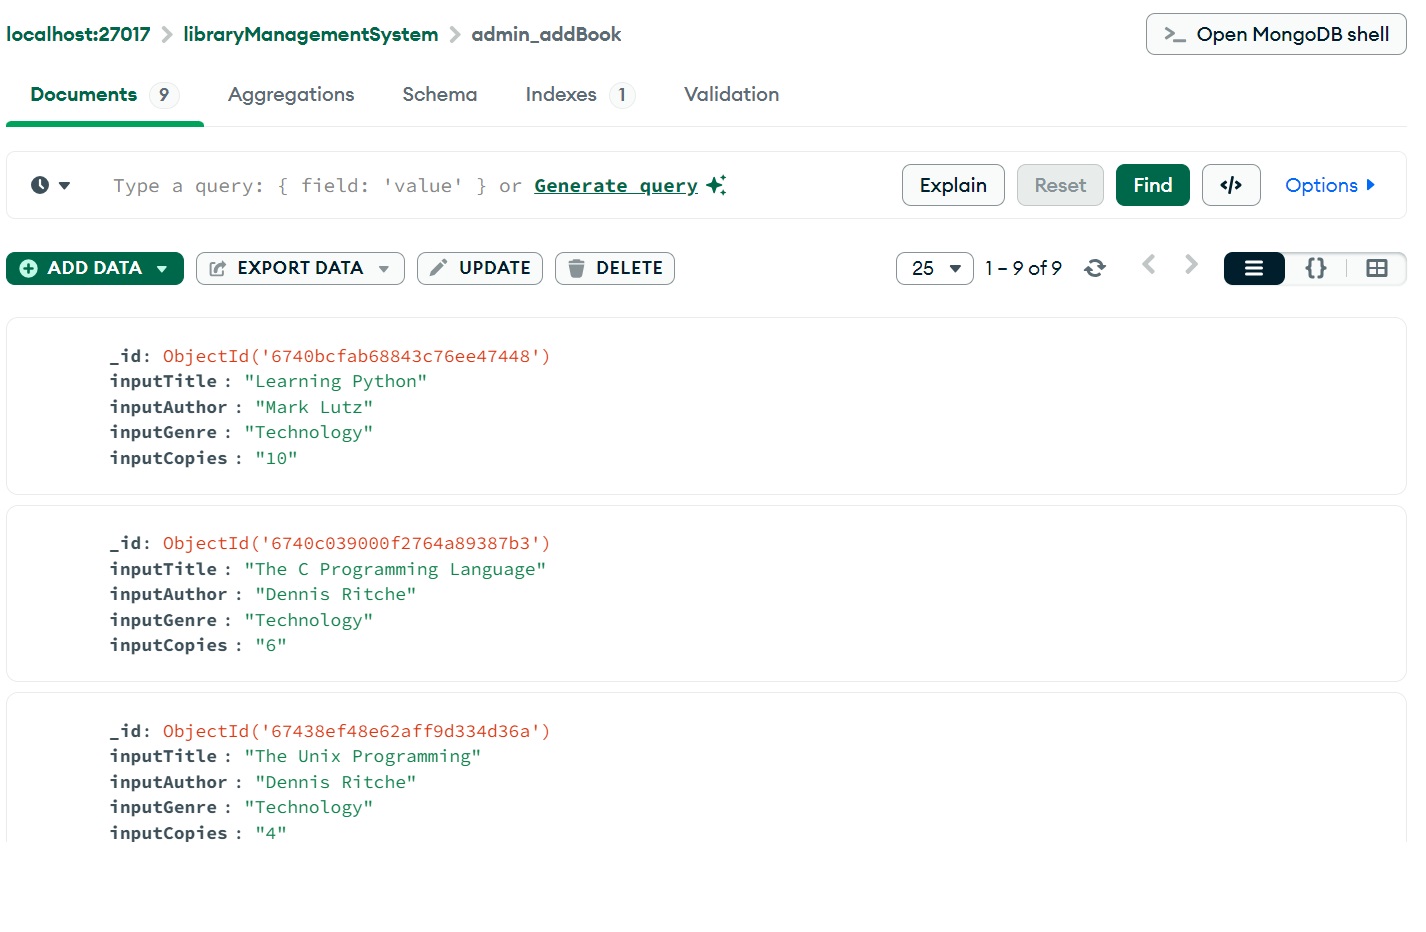 localhost:27017 > libraryManagementSystem > admin_addBook
>_ Open MongoDB shell
Documents 9 Aggregations Schema Indexes 1 Validation
Type a query: { field: 'value' } or Generate query
Explain Reset Find </> Options
ADD DATA EXPORT DATA UPDATE DELETE 25 1 – 9 of 9 {}
_id: ObjectId('6740bcfab68843c76ee47448')
inputTitle : "Learning Python"
inputAuthor : "Mark Lutz"
inputGenre : "Technology"
inputCopies : "10"
_id: ObjectId('6740c039000f2764a89387b3')
inputTitle : "The C Programming Language"
inputAuthor : "Dennis Ritche"
inputGenre : "Technology"
inputCopies : "6"
_id: ObjectId('67438ef48e62aff9d334d36a')
inputTitle : "The Unix Programming"
inputAuthor : "Dennis Ritche"
inputGenre : "Technology"
inputCopies : "4"